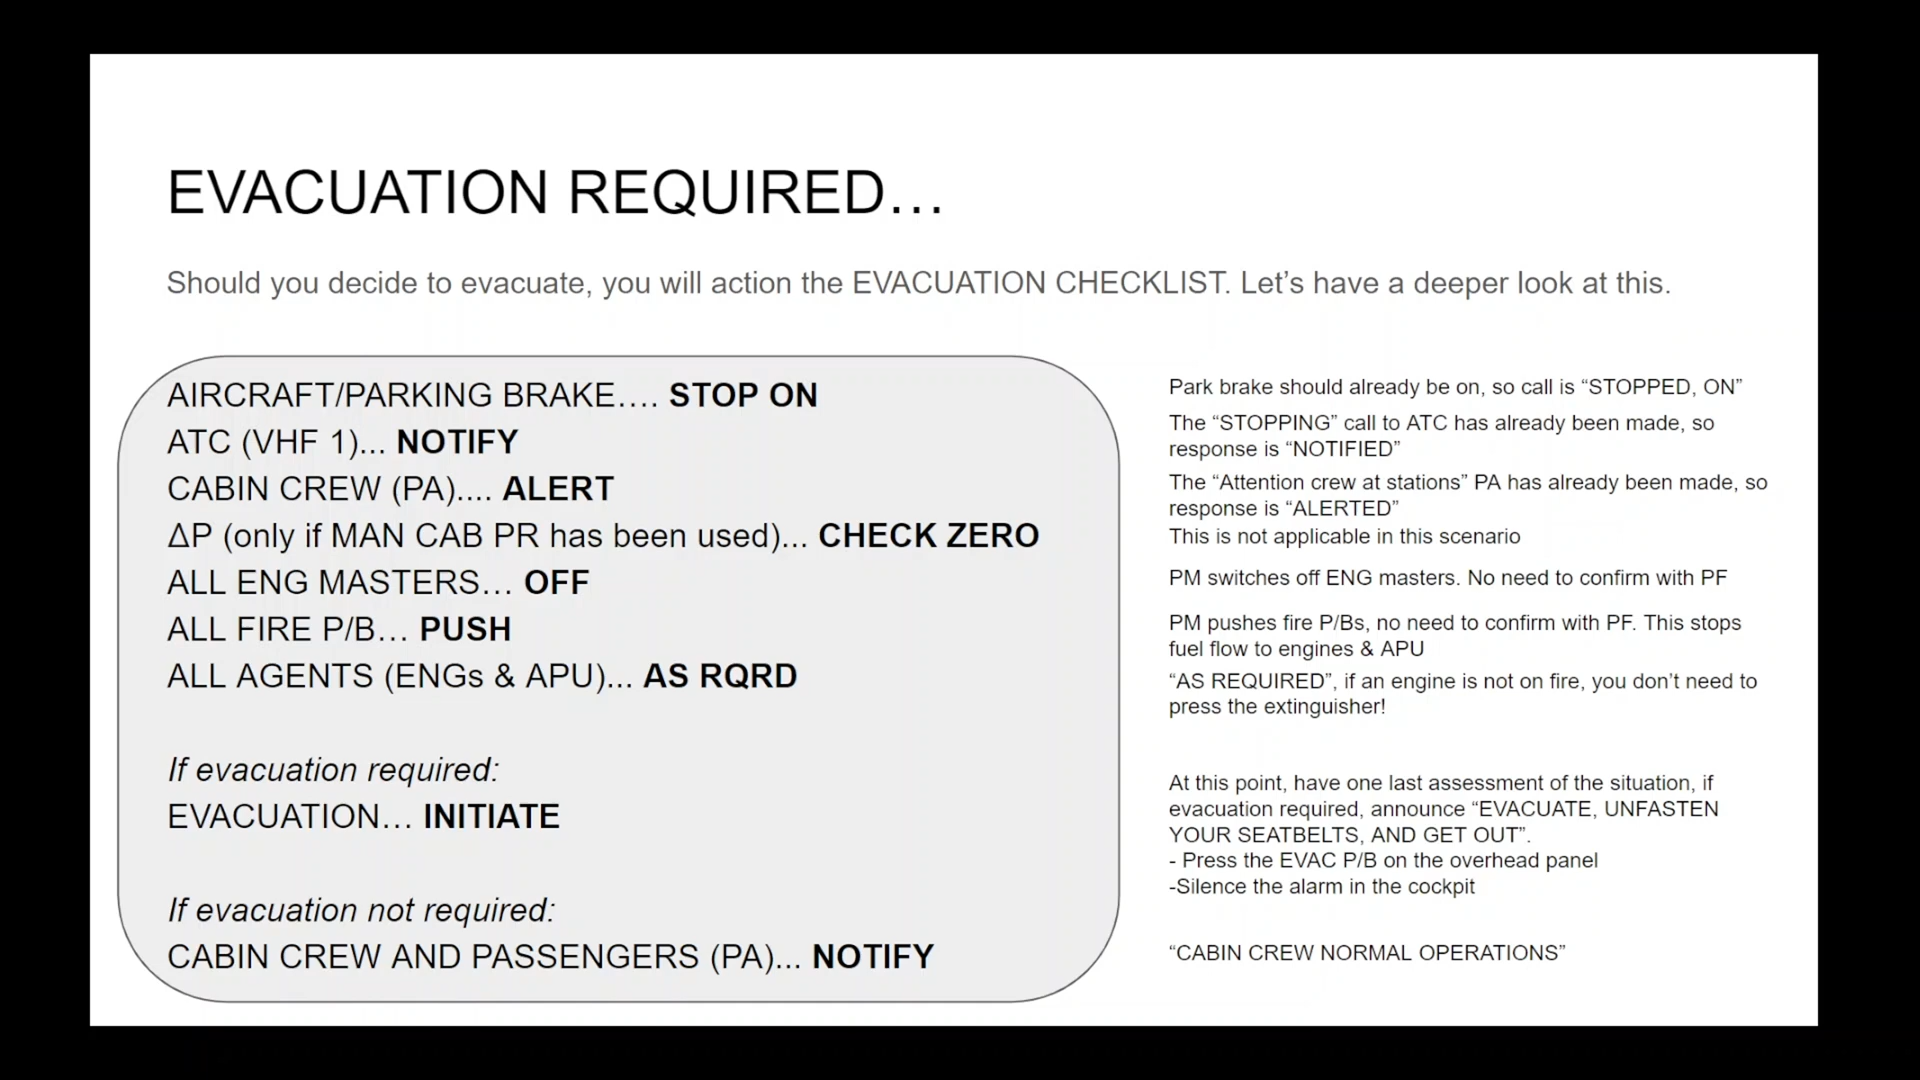 EVACUATION REQUIRED…
Should you decide to evacuate, you will action the EVACUATION CHECKLIST. Let’s have a deeper look at this.
AIRCRAFT/PARKING BRAKE…. STOP ON
ATC (VHF 1)... NOTIFY
CABIN CREW (PA).... ALERT
ΔP (only if MAN CAB PR has been used)... CHECK ZERO
ALL ENG MASTERS… OFF
ALL FIRE P/B… PUSH
ALL AGENTS (ENGs & APU)... AS RQRD
If evacuation required:
EVACUATION… INITIATE
If evacuation not required:
CABIN CREW AND PASSENGERS (PA)... NOTIFY
Park brake should already be on, so call is “STOPPED, ON”
The “STOPPING” call to ATC has already been made, so
response is “NOTIFIED”
The “Attention crew at stations” PA has already been made, so
response is “ALERTED”
This is not applicable in this scenario
PM switches off ENG masters. No need to confirm with PF
PM pushes fire P/Bs, no need to confirm with PF. This stops
fuel flow to engines & APU
“AS REQUIRED”, if an engine is not on fire, you don’t need to
press the extinguisher!
At this point, have one last assessment of the situation, if
evacuation required, announce “EVACUATE, UNFASTEN
YOUR SEATBELTS, AND GET OUT”.
- Press the EVAC P/B on the overhead panel
-Silence the alarm in the cockpit
“CABIN CREW NORMAL OPERATIONS”